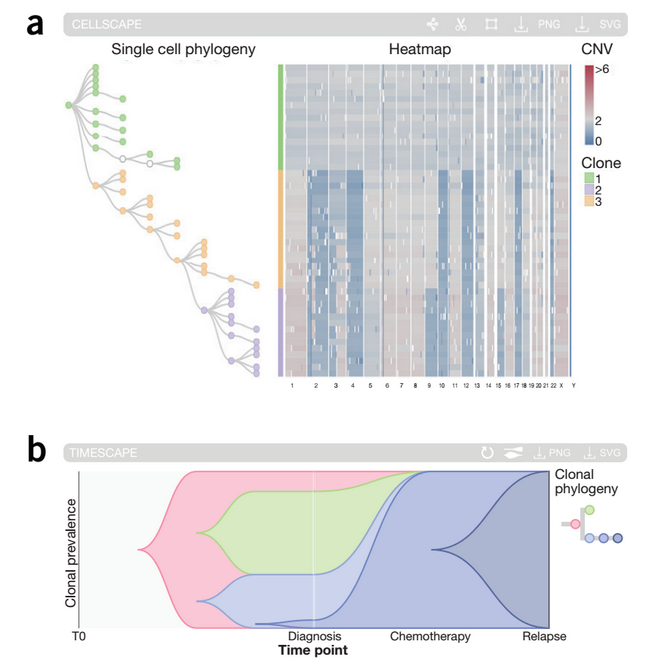 a
CELLSCAPE
PNG
SVG
Single cell phylogeny
Heatmap
CNV
>6
2
0
Clone
1
2
3
1 2 3 4 5 6 7 8 9 10 11 12 13 14 15 16 17 18 19 20 21 22 X Y
b
TIMESCAPE
PNG
SVG
Clonal prevalence
Clonal
phylogeny
T0
Diagnosis
Chemotherapy
Relapse
Time point